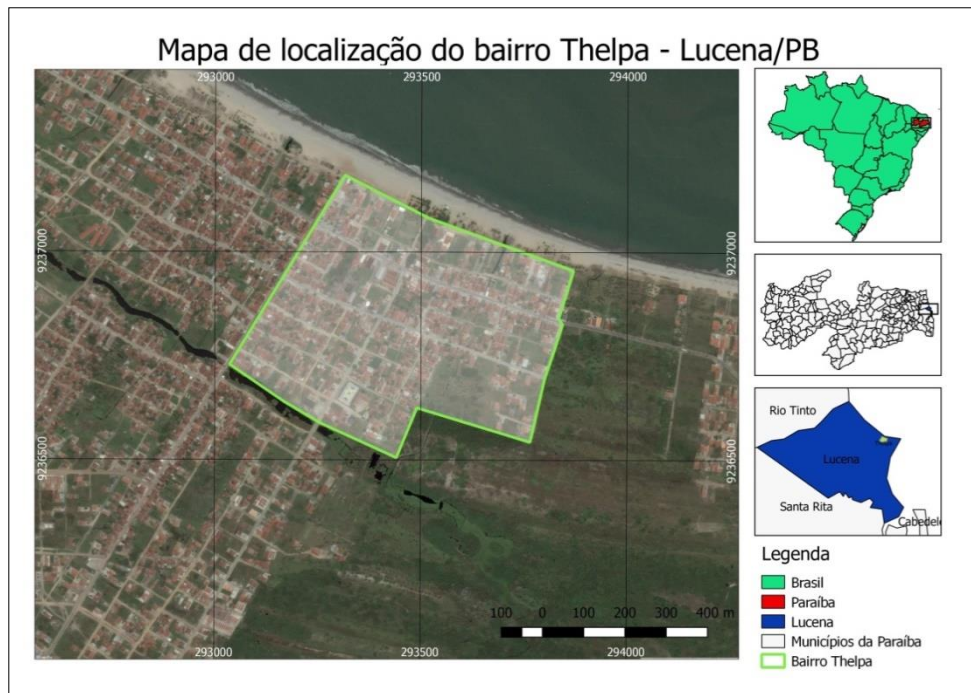 Mapa de localização do bairro Thelpa - Lucena/PB
293000 293500 294000
9237000 9237000
9236500 9236500
100 0 100 200 300 400 m
293000 293500 294000
Rio Tinto
Lucena
Santa Rita
Cabedel
Legenda
Brasil
Paraíba
Lucena
Municípios da Paraíba
Bairro Thelpa